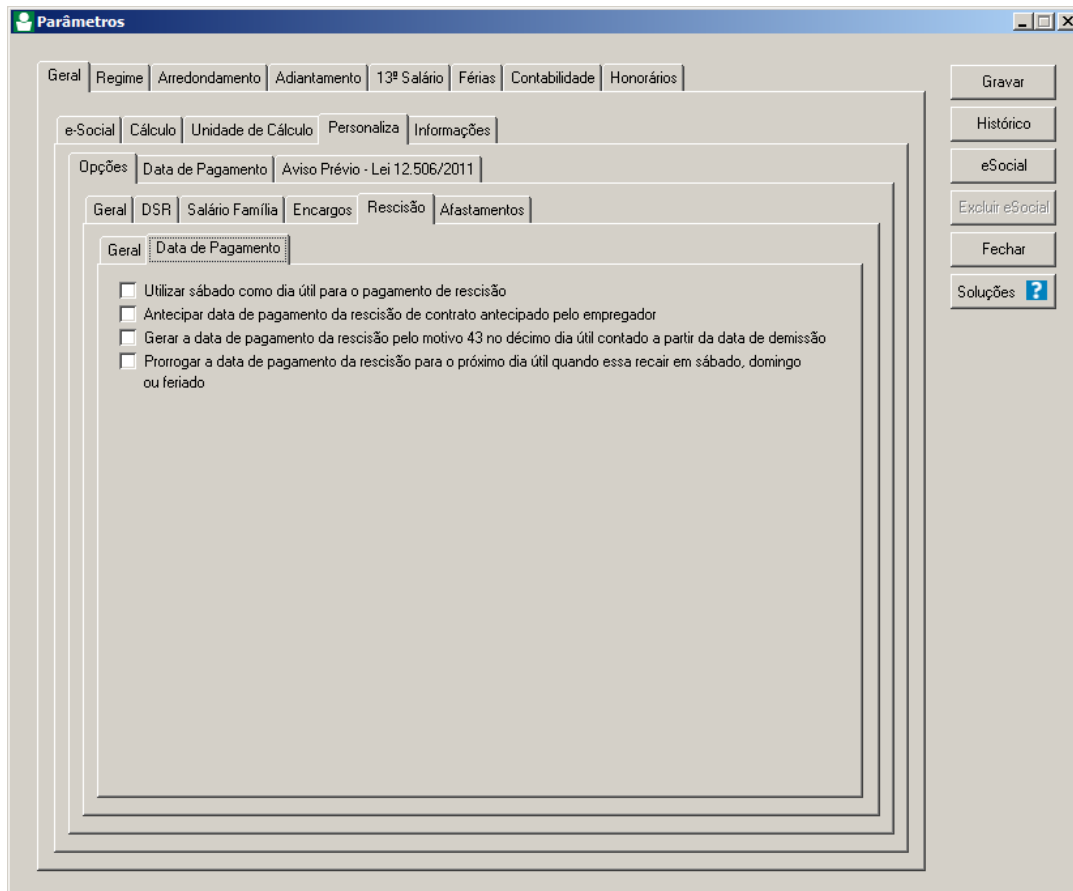 Parâmetros
Geral Regime Arredondamento Adiantamento 13º Salário Férias Contabilidade Honorários
Gravar
e-Social Cálculo Unidade de Cálculo Personaliza Informações
Histórico
Opções Data de Pagamento Aviso Prévio - Lei 12.506/2011
eSocial
Geral DSR Salário Família Encargos Rescisão Afastamentos
Excluir eSocial
Geral Data de Pagamento
Fechar
Soluções ?
Utilizar sábado como dia útil para o pagamento de rescisão
Antecipar data de pagamento da rescisão de contrato antecipado pelo empregador
Gerar a data de pagamento da rescisão pelo motivo 43 no décimo dia útil contado a partir da data de demissão
Prorrogar a data de pagamento da rescisão para o próximo dia útil quando essa recair em sábado, domingo
ou feriado